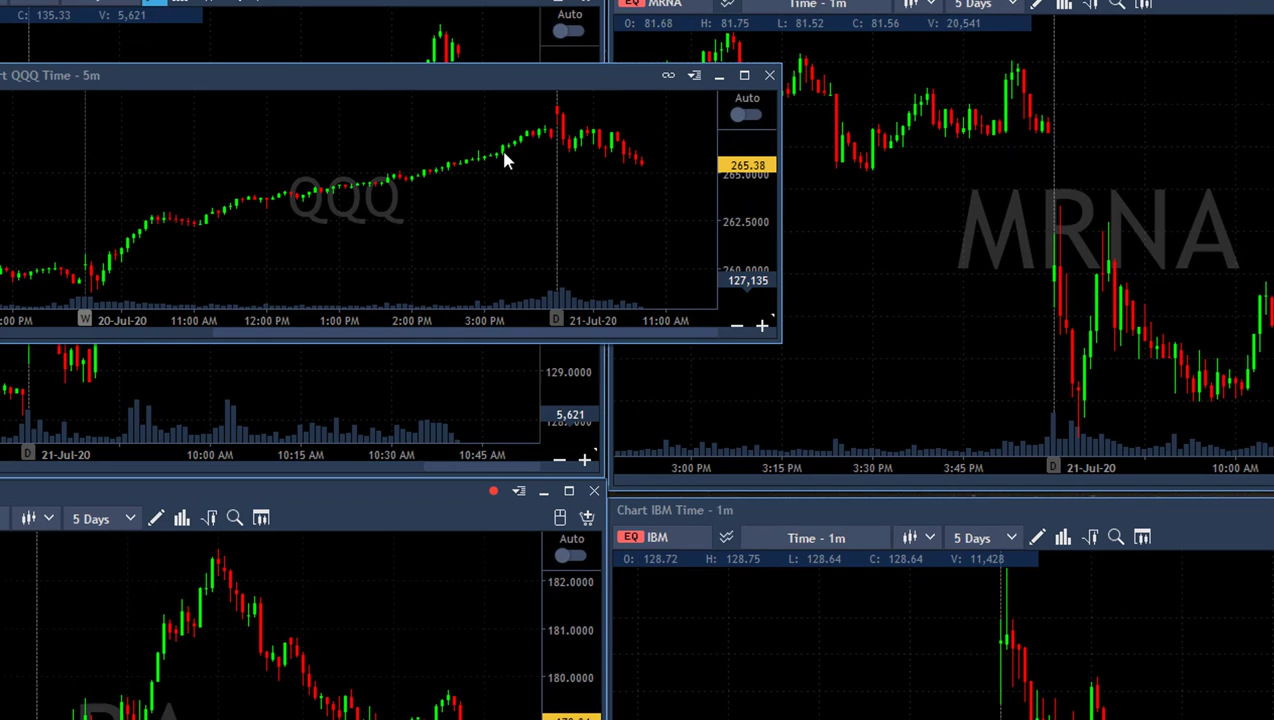 C: 135.33 V: 5,621
Auto
rt QQQ Time - 5m
QQQ
Auto
265.38
265.0000
262.5000
260.0000
127,135
:00 PM W 20-Jul-20 11:00 AM 12:00 PM 1:00 PM 2:00 PM 3:00 PM D 21-Jul-20 11:00 AM
129.0000
5,621
D 21-Jul-20 10:00 AM 10:15 AM 10:30 AM 10:45 AM
EQ MRNA Time - 1m 5 Days
O: 81.68 H: 81.75 L: 81.52 C: 81.56 V: 20,541
MRNA
3:00 PM 3:15 PM 3:30 PM 3:45 PM D 21-Jul-20 10:00 AM
5 Days
Auto
182.0000
181.0000
180.0000
Chart IBM Time - 1m
EQ IBM Time - 1m 5 Days
O: 128.72 H: 128.75 L: 128.64 C: 128.64 V: 11,428